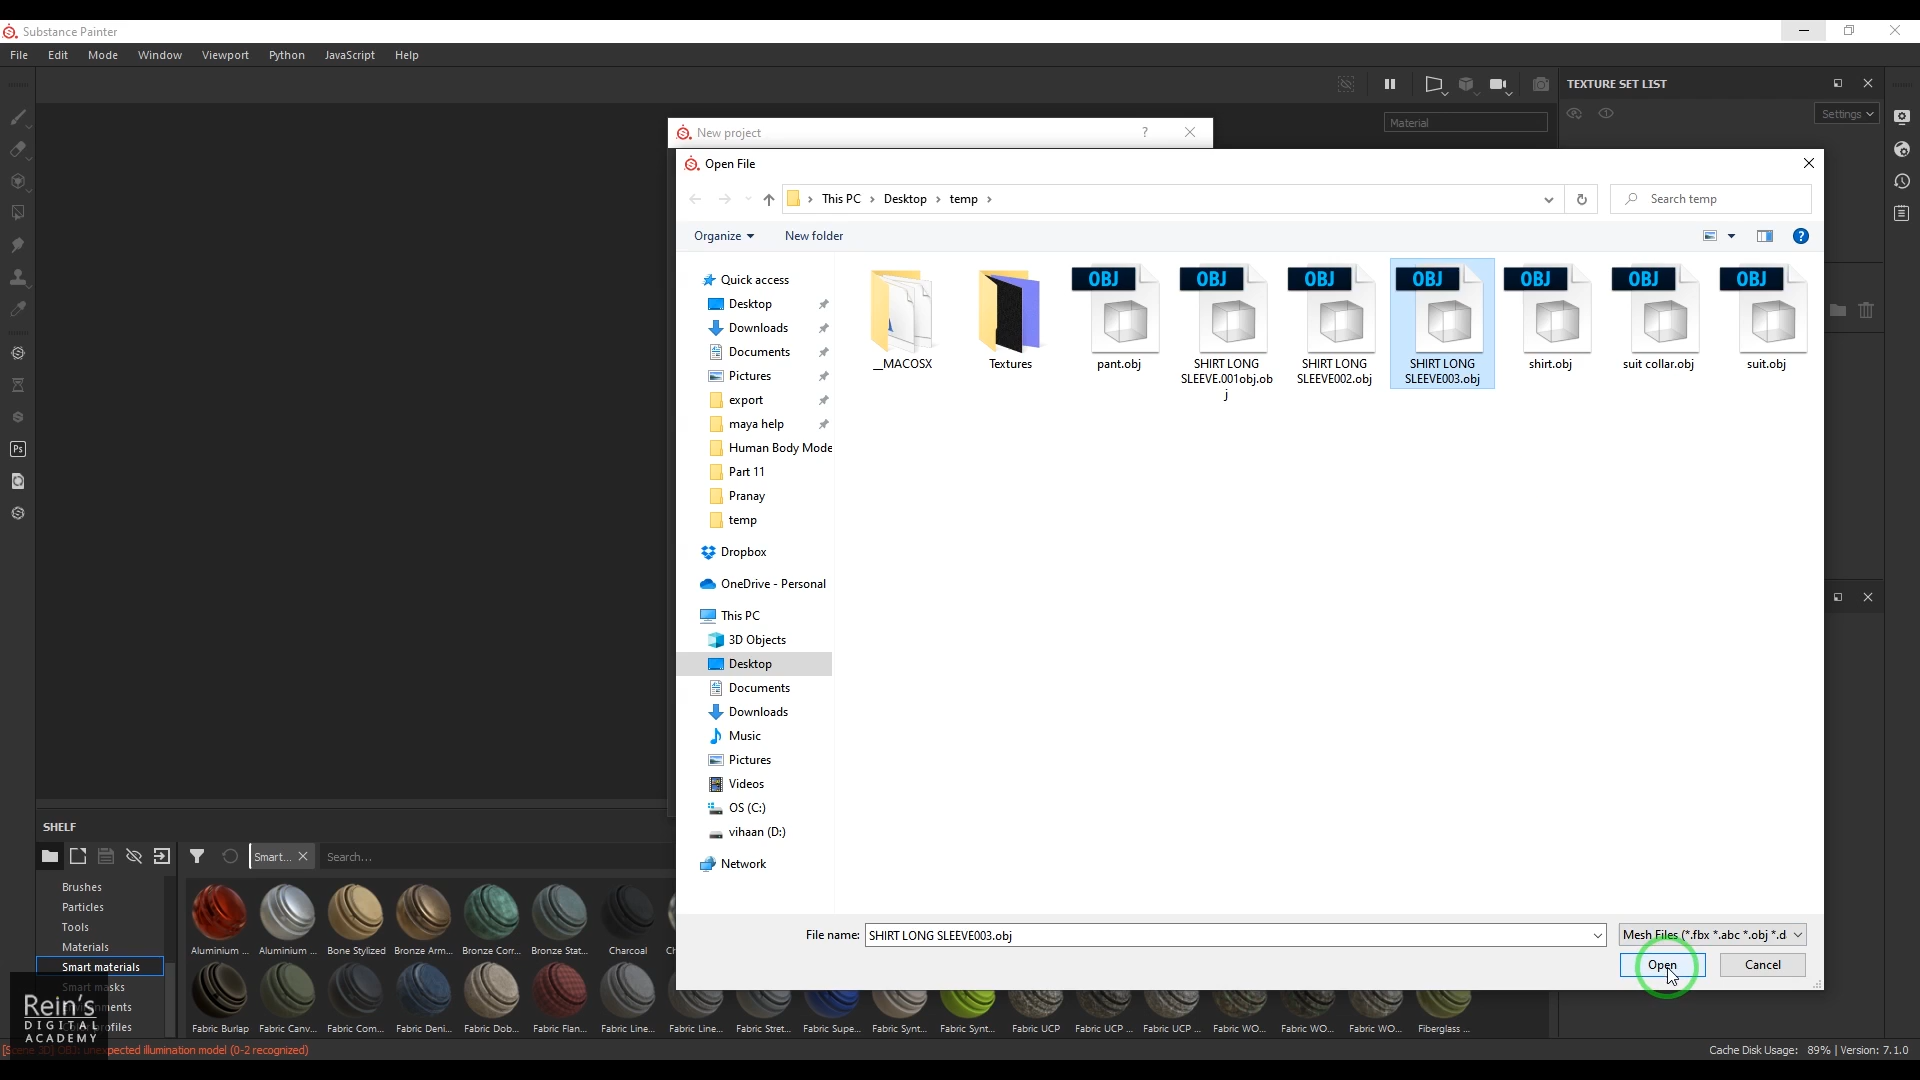 Substance Painter
File Edit Mode Window Viewport Python JavaScript Help
TEXTURE SET LIST
Settings
Material
New project ?
Open File
This PC > Desktop > temp >
Search temp
Organize
New folder
Quick access
Desktop
Downloads
Documents
Pictures
export
maya help
Human Body Mode
Part 11
Pranay
temp
Dropbox
OneDrive - Personal
This PC
3D Objects
Desktop
Documents
Downloads
Music
Pictures
Videos
OS (C:)
vihaan (D:)
Network
OBJ OBJ OBJ OBJ OBJ OBJ OBJ
__MACOSX
Textures
pant.obj
SHIRT LONG
SLEEVE.001obj.ob
j
SHIRT LONG
SLEEVE002.obj
SHIRT LONG
SLEEVE003.obj
shirt.obj
suit collar.obj
suit.obj
File name: SHIRT LONG SLEEVE003.obj
Mesh Files (*.fbx *.abc *.obj *.d
Open
Cancel
Ps
SHELF
Smart...
Search...
Brushes
Particles
Tools
Materials
Smart materials
Aluminium ... Aluminium ... Bone Stylized Bronze Arm... Bronze Corr... Bronze Stat... Charcoal
Fabric Burlap Fabric Canv... Fabric Com... Fabric Deni... Fabric Dob... Fabric Flan... Fabric Line... Fabric Line... Fabric Stret... Fabric Supe... Fabric Synt... Fabric Synt... Fabric UCP Fabric UCP ... Fabric UCP ... Fabric WO... Fabric WO... Fabric WO... Fiberglass ...
Rein's
DIGITAL
ACADEMY
illumination model (0-2 recognized)
Cache Disk Usage: 89% | Version: 7.1.0